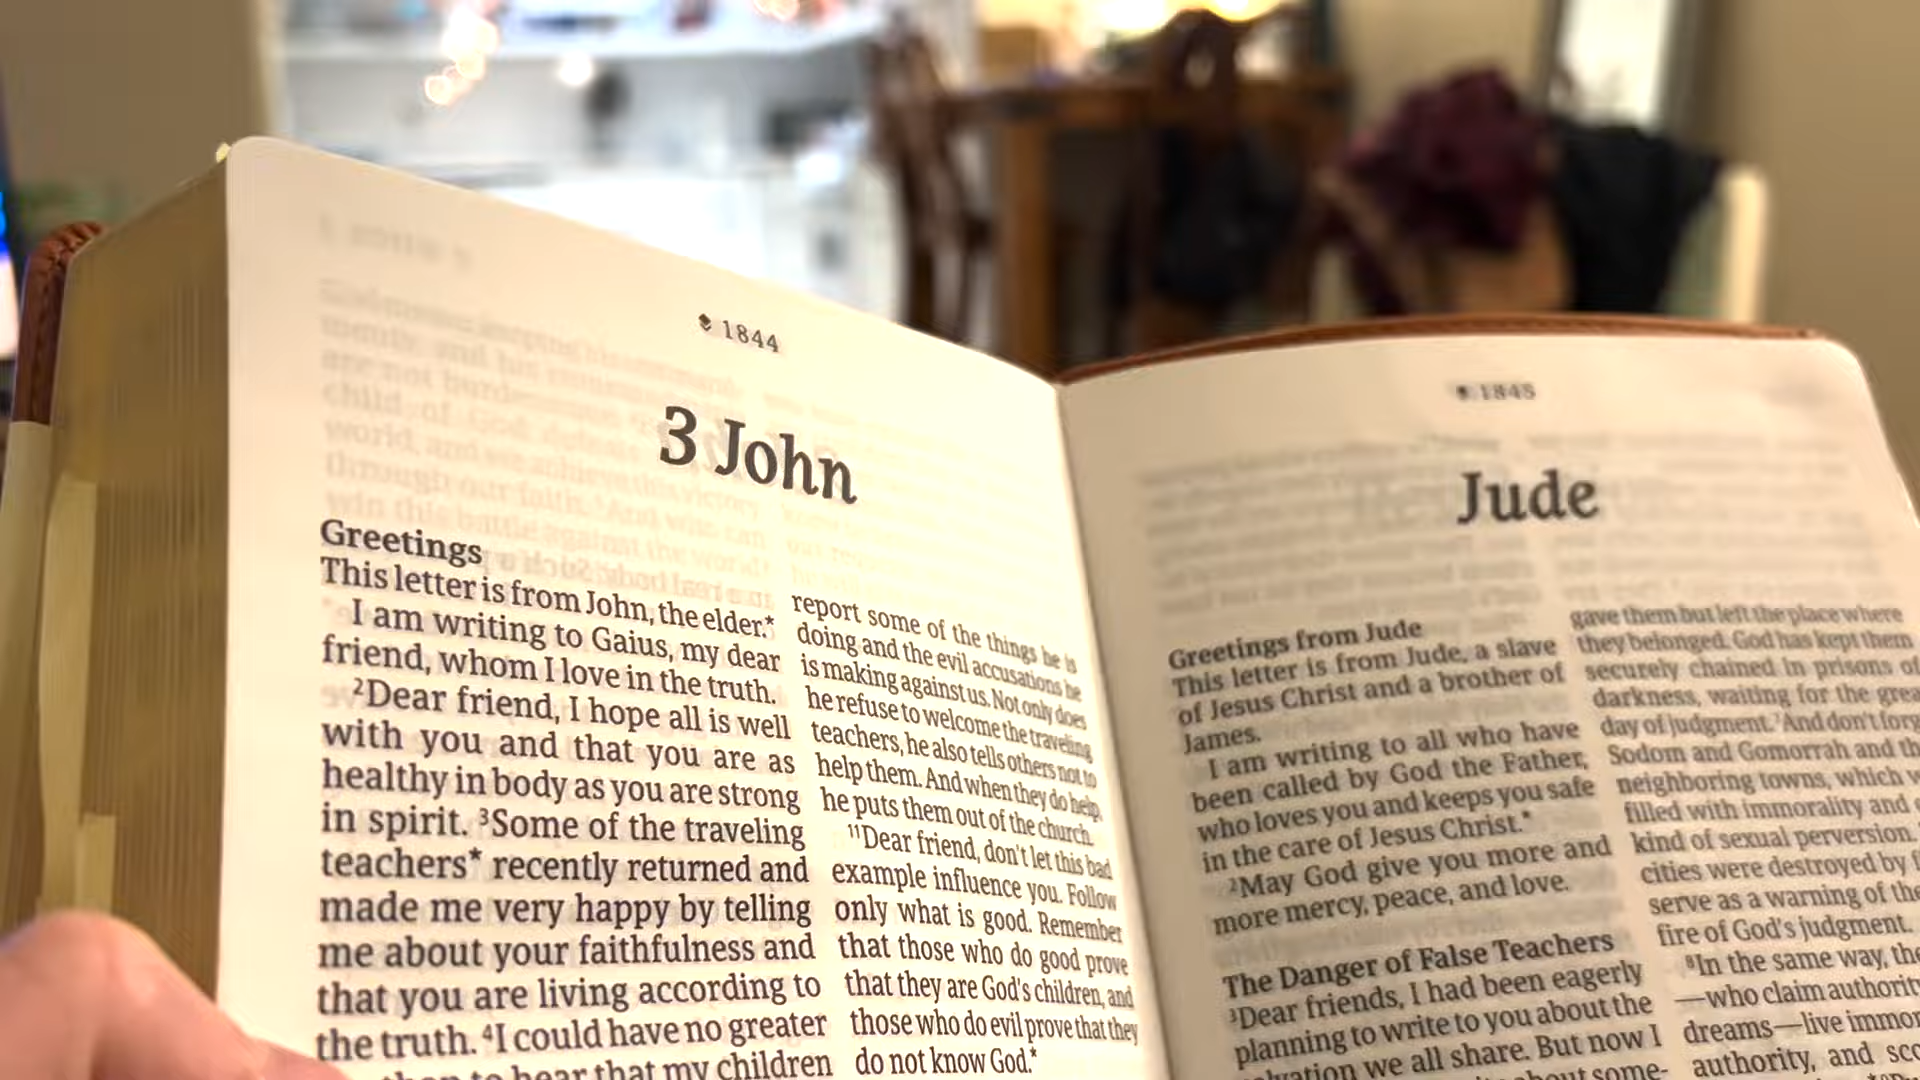 1844
3 John
Greetings
This letter is from John, the elder.*
I am writing to Gaius, my dear
friend, whom I love in the truth.
2Dear friend, I hope all is well
with you and that you are as
healthy in body as you are strong
in spirit. 3Some of the traveling
teachers* recently returned and
made me very happy by telling
me about your faithfulness and
that you are living according to
the truth. 4I could have no greater
to hear that my children
report some of the things he is
doing and the evil accusations he
is making against us. Not only does
he refuse to welcome the traveling
teachers, he also tells others not to
help them. And when they do help,
he puts them out of the church.
11Dear friend, don't let this bad
example influence you. Follow
only what is good. Remember
that those who do good prove
that they are God's children, and
those who do evil prove that they
do not know God.*
1845
Jude
Greetings from Jude
This letter is from Jude, a slave
of Jesus Christ and a brother of
James.
I am writing to all who have
been called by God the Father,
who loves you and keeps you safe
in the care of Jesus Christ.*
2May God give you more and
more mercy, peace, and love.
The Danger of False Teachers
3Dear friends, I had been eagerly
planning to write to you about the
we all share. But now I
about some-
gave them but left the place where
they belonged. God has kept them
securely chained in prisons of
darkness, waiting for the
day of judgment. 7And don't
Sodom and Gomorrah and
neighboring towns, which
filled with immorality and
kind of sexual perversion.
cities were destroyed by
serve as a warning of the
fire of God's judgment.
8In the same way,
—who claim
dreams—live
authority, and